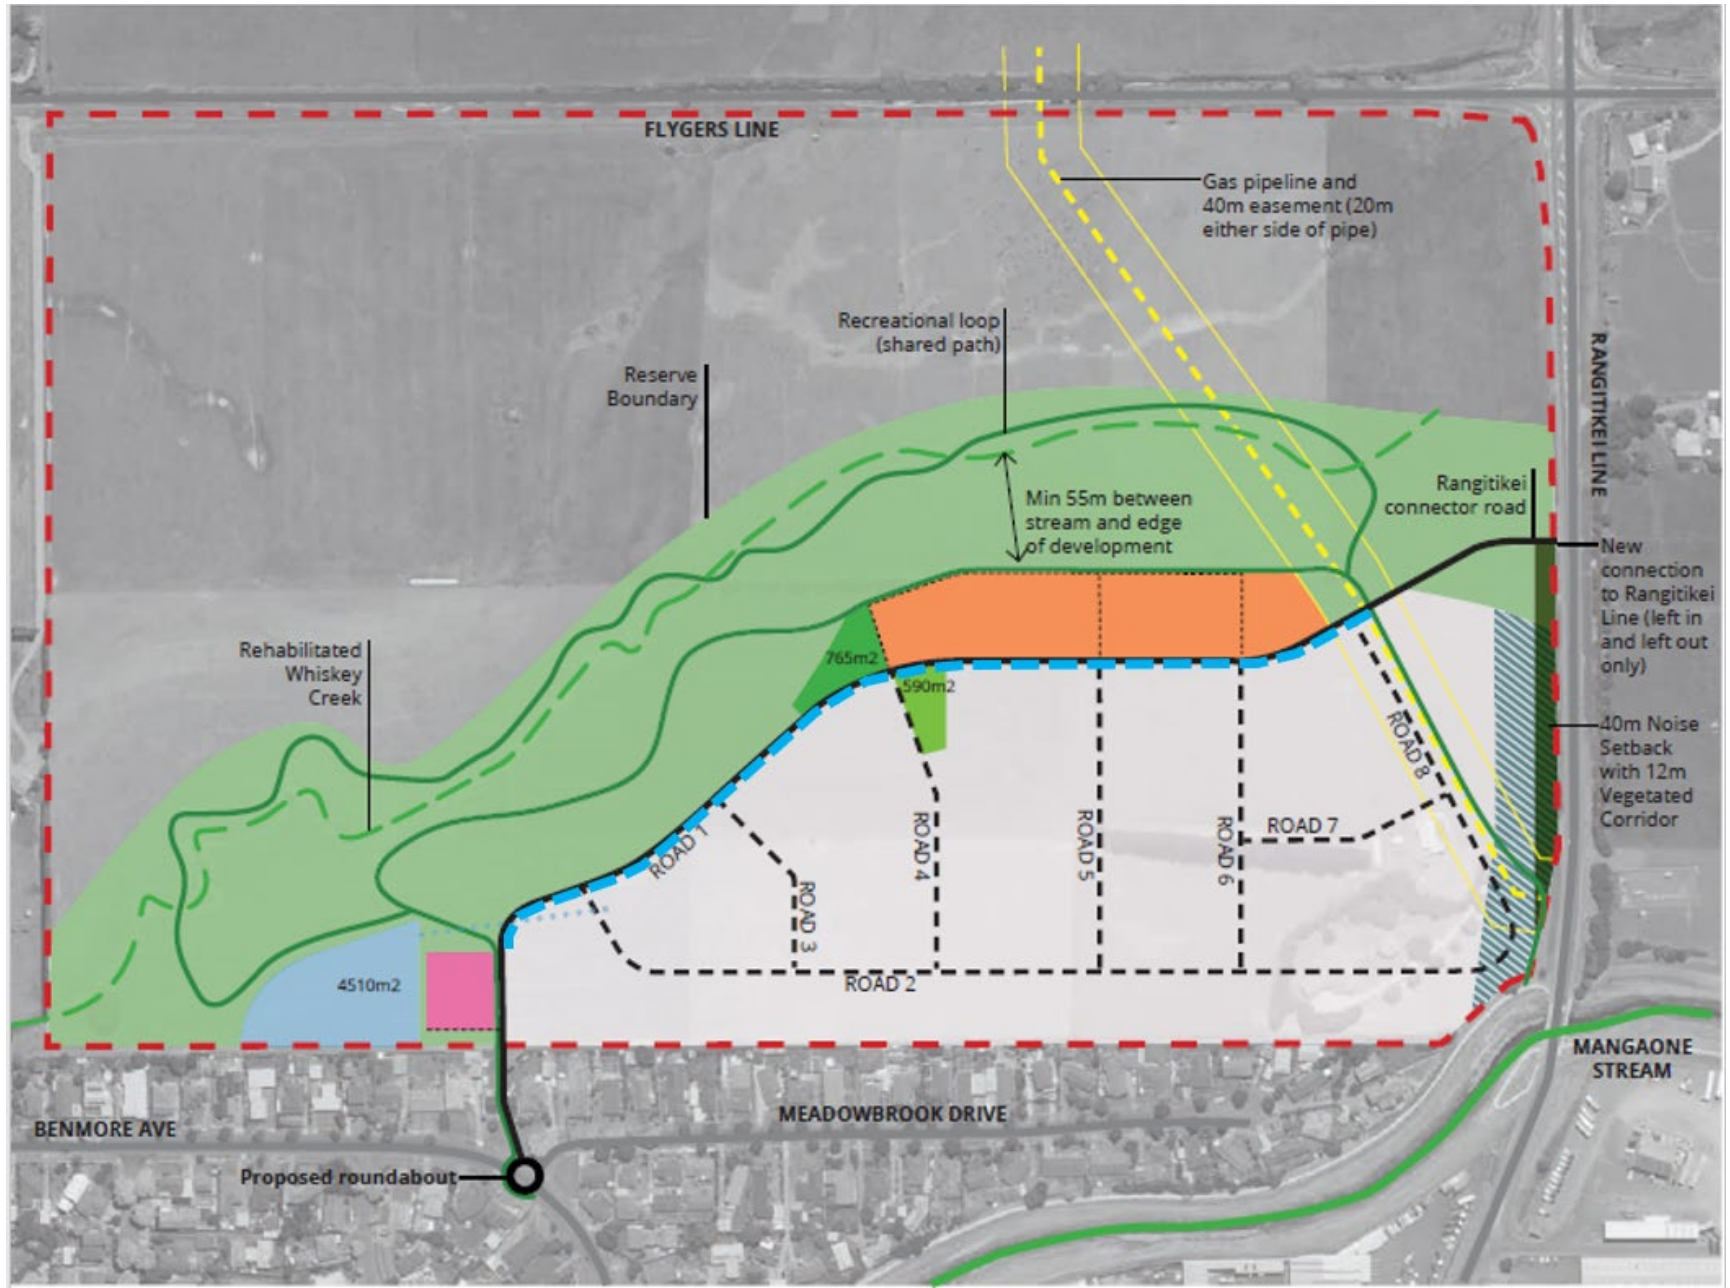 FLYGERS LINE
Gas pipeline and
40m easement (20m
either side of pipe)
Recreational loop
(shared path)
Reserve
Boundary
RANGITIKEI LINE
Rangitikei
connector road
Min 55m between
stream and edge
of development
New
connection
to Rangitikei
Line (left in
and left out
only)
Rehabilitated
Whiskey
Creek
765m2
590m2
40m Noise
Setback
with 12m
Vegetated
Corridor
ROAD 8
ROAD 1
ROAD 3
ROAD 4
ROAD 5
ROAD 6
ROAD 7
4510m2
ROAD 2
MANGAONE
STREAM
BENMORE AVE
MEADOWBROOK DRIVE
Proposed roundabout